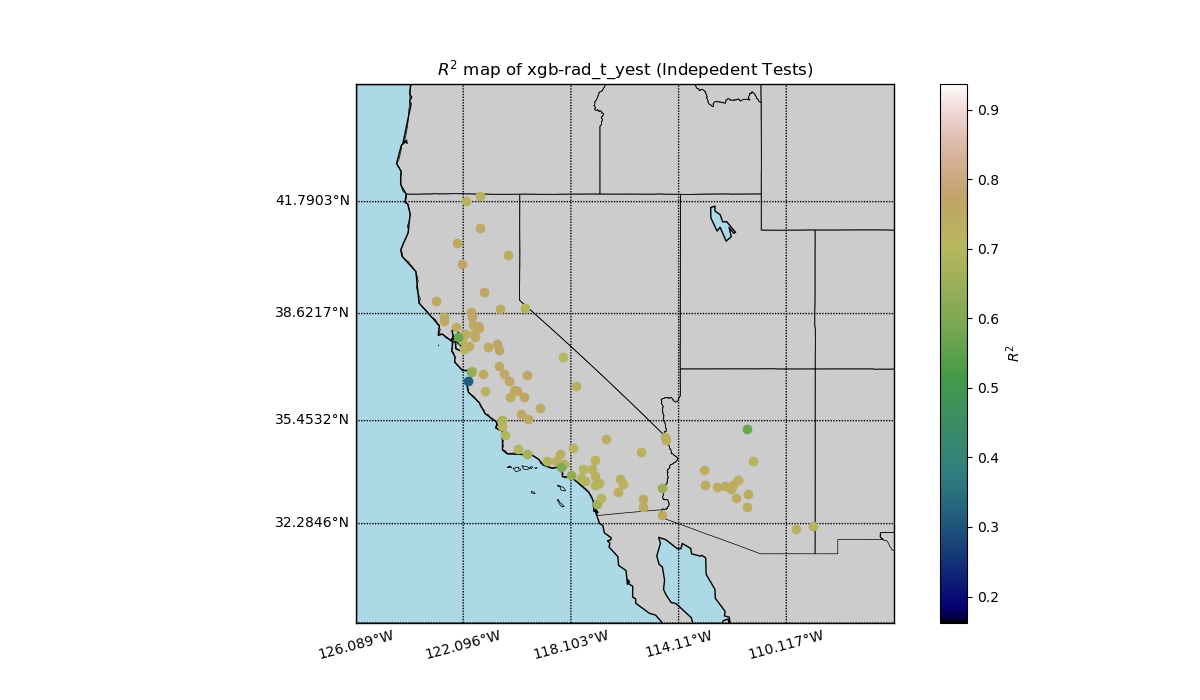 R² map of xgb-rad_t_yest (Indepedent Tests)
41.7903°N
38.6217°N
35.4532°N
32.2846°N
126.089°W
122.096°W
118.103°W
114.11°W
110.117°W
0.9
0.8
0.7
0.6
0.5
0.4
0.3
0.2
R²